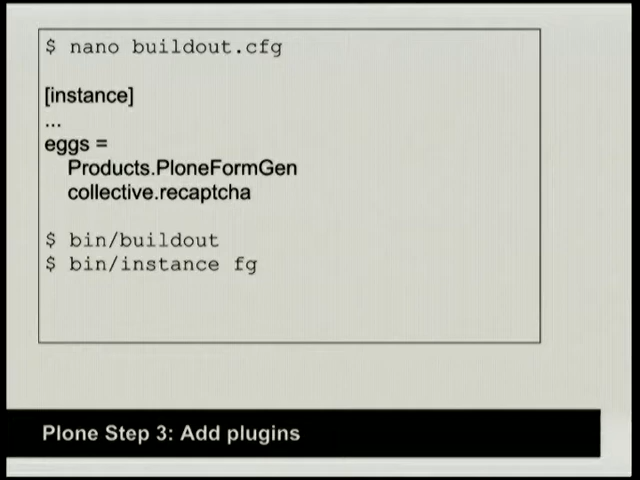 $ nano buildout.cfg
[instance]
...
eggs =
Products.PloneFormGen
collective.recaptcha
$ bin/buildout
$ bin/instance fg
Plone Step 3: Add plugins